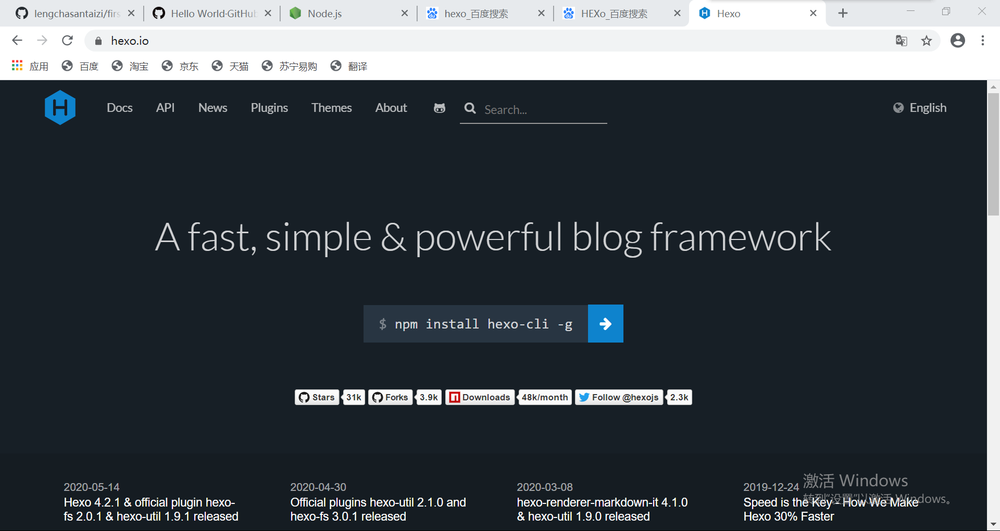 lengchasantaizi/firs
Hello World·GitHub
Node.js
hexo_百度搜索
HEXo_百度搜索
Hexo
hexo.io
应用
百度
淘宝
京东
天猫
苏宁易购
翻译
H
Docs
API
News
Plugins
Themes
About
Search...
English
A fast, simple & powerful blog framework
$ npm install hexo-cli -g
Stars
31k
Forks
3.9k
Downloads
48k/month
Follow @hexojs
2.3k
2020-05-14
Hexo 4.2.1 & official plugin hexo-
fs 2.0.1 & hexo-util 1.9.1 released
2020-04-30
Official plugins hexo-util 2.1.0 and
hexo-fs 3.0.1 released
2020-03-08
hexo-renderer-markdown-it 4.1.0
& hexo-util 1.9.0 released
2019-12-24
Speed is the Key - How We Make
Hexo 30% Faster
激活 Windows
转到"设置"以激活 Windows。